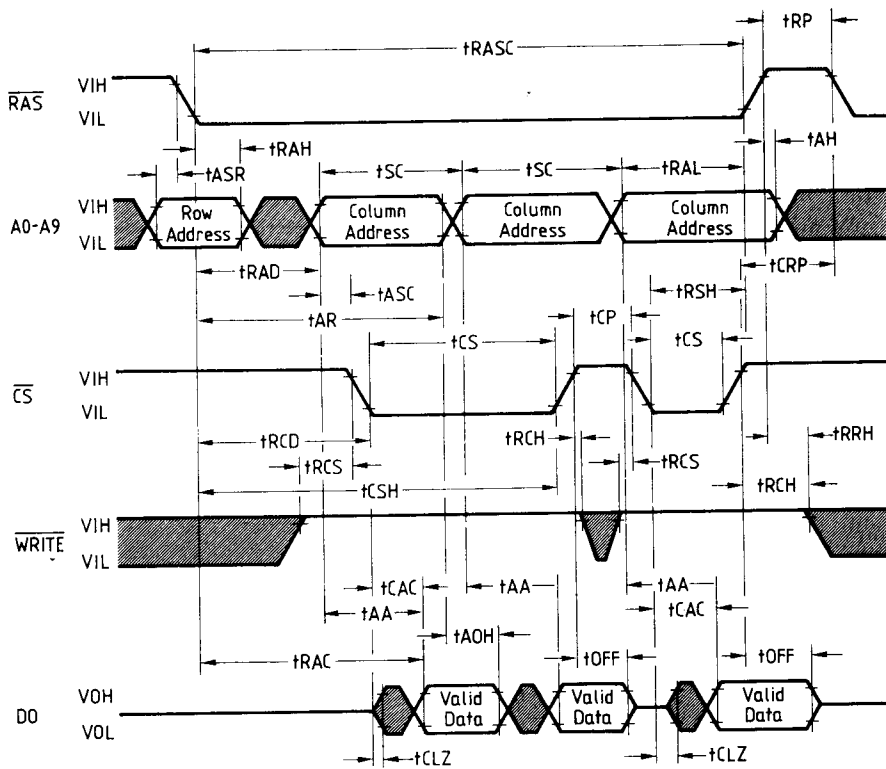 tRP
tRASC
RAS
VIH
VIL
tRAH
tAH
tASR
tSC
tSC
tRAL
A0-A9
VIH
VIL
Row
Address
Column
Address
Column
Address
Column
Address
tRAD
tCRP
tASC
tRSH
tAR
tCP
tCS
tCS
CS
VIH
VIL
tRCD
tRCH
tRRH
tRCS
tRCS
tCSH
tRCH
WRITE
VIH
VIL
tCAC
tAA
tAA
tAA
tCAC
tAOH
tRAC
tOFF
tOFF
DO
VOH
VOL
Valid
Data
Valid
Data
Valid
Data
tCLZ
tCLZ